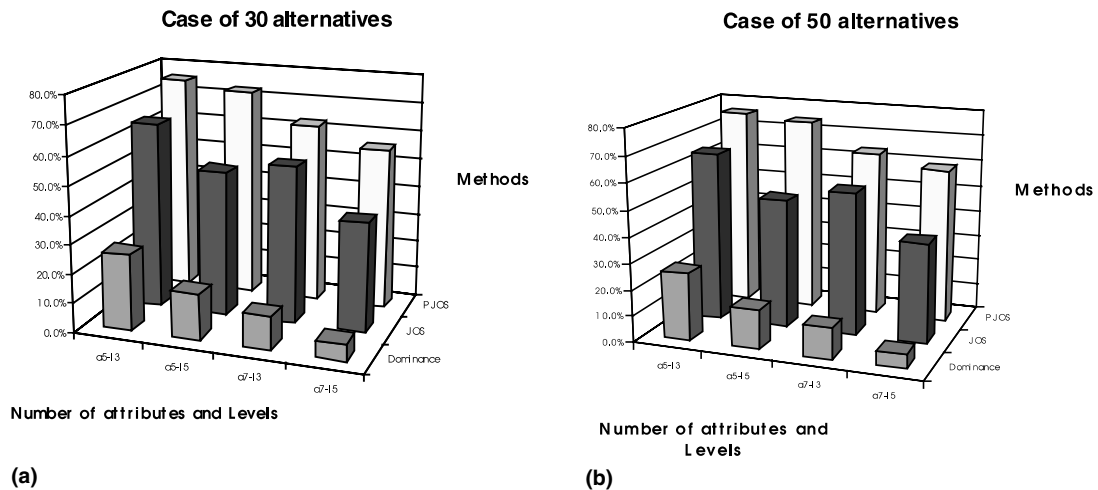 Case of 30 alternatives
80.0%
70.0%
60.0%
50.0%
40.0%
30.0%
20.0%
10.0%
0.0%
a5-l3
a5-l5
a7-l3
a7-l5
PJOS
JOS
Dominance
Methods
Number of attributes and Levels
(a)
Case of 50 alternatives
80.0%
70.0%
60.0%
50.0%
40.0%
30.0%
20.0%
10.0%
0.0%
a5-l3
a5-l5
a7-l3
a7-l5
PJOS
JOS
Dominance
Methods
Number of attributes and
Levels
(b)